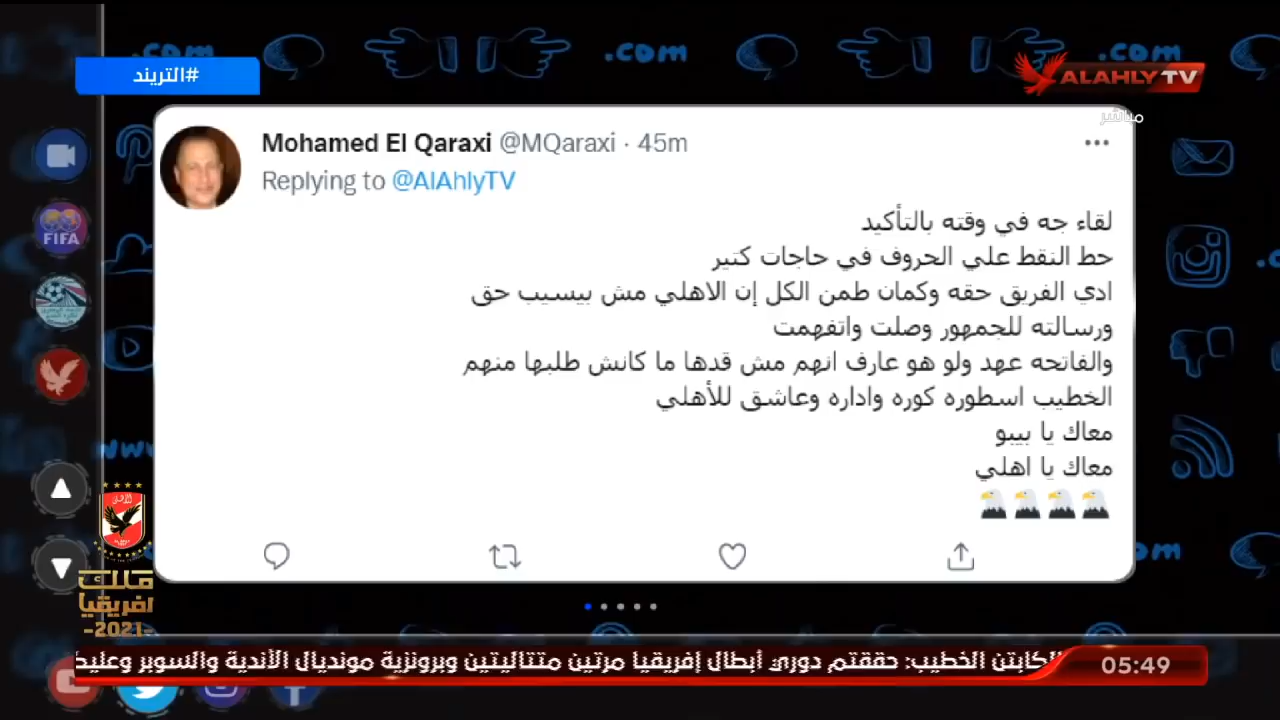 #التريند
ALAHLY TV
مباشر
Mohamed El Qaraxi @MQaraxi · 45m
Replying to @AlAhlyTV
لقاء جه في وقته بالتأكيد
حط النقط علي الحروف في حاجات كتير
ادي الفريق حقه وكمان طمن الكل إن الاهلي مش بيسيب حق
ورسالته للجمهور وصلت واتفهمت
والفاتحه عهد ولو هو عارف انهم مش قدها ما كانش طلبها منهم
الخطيب اسطوره كوره واداره وعاشق للأهلي
معاك يا بيبو
معاك يا اهلي
🦅🦅🦅🦅
.com .com .com
FIFA
ملك
افريقيا
-2021-
الكابتن الخطيب: حققتم دوري أبطال إفريقيا مرتين متتاليتين وبرونزية مونديال الأندية والسوبر
05:49